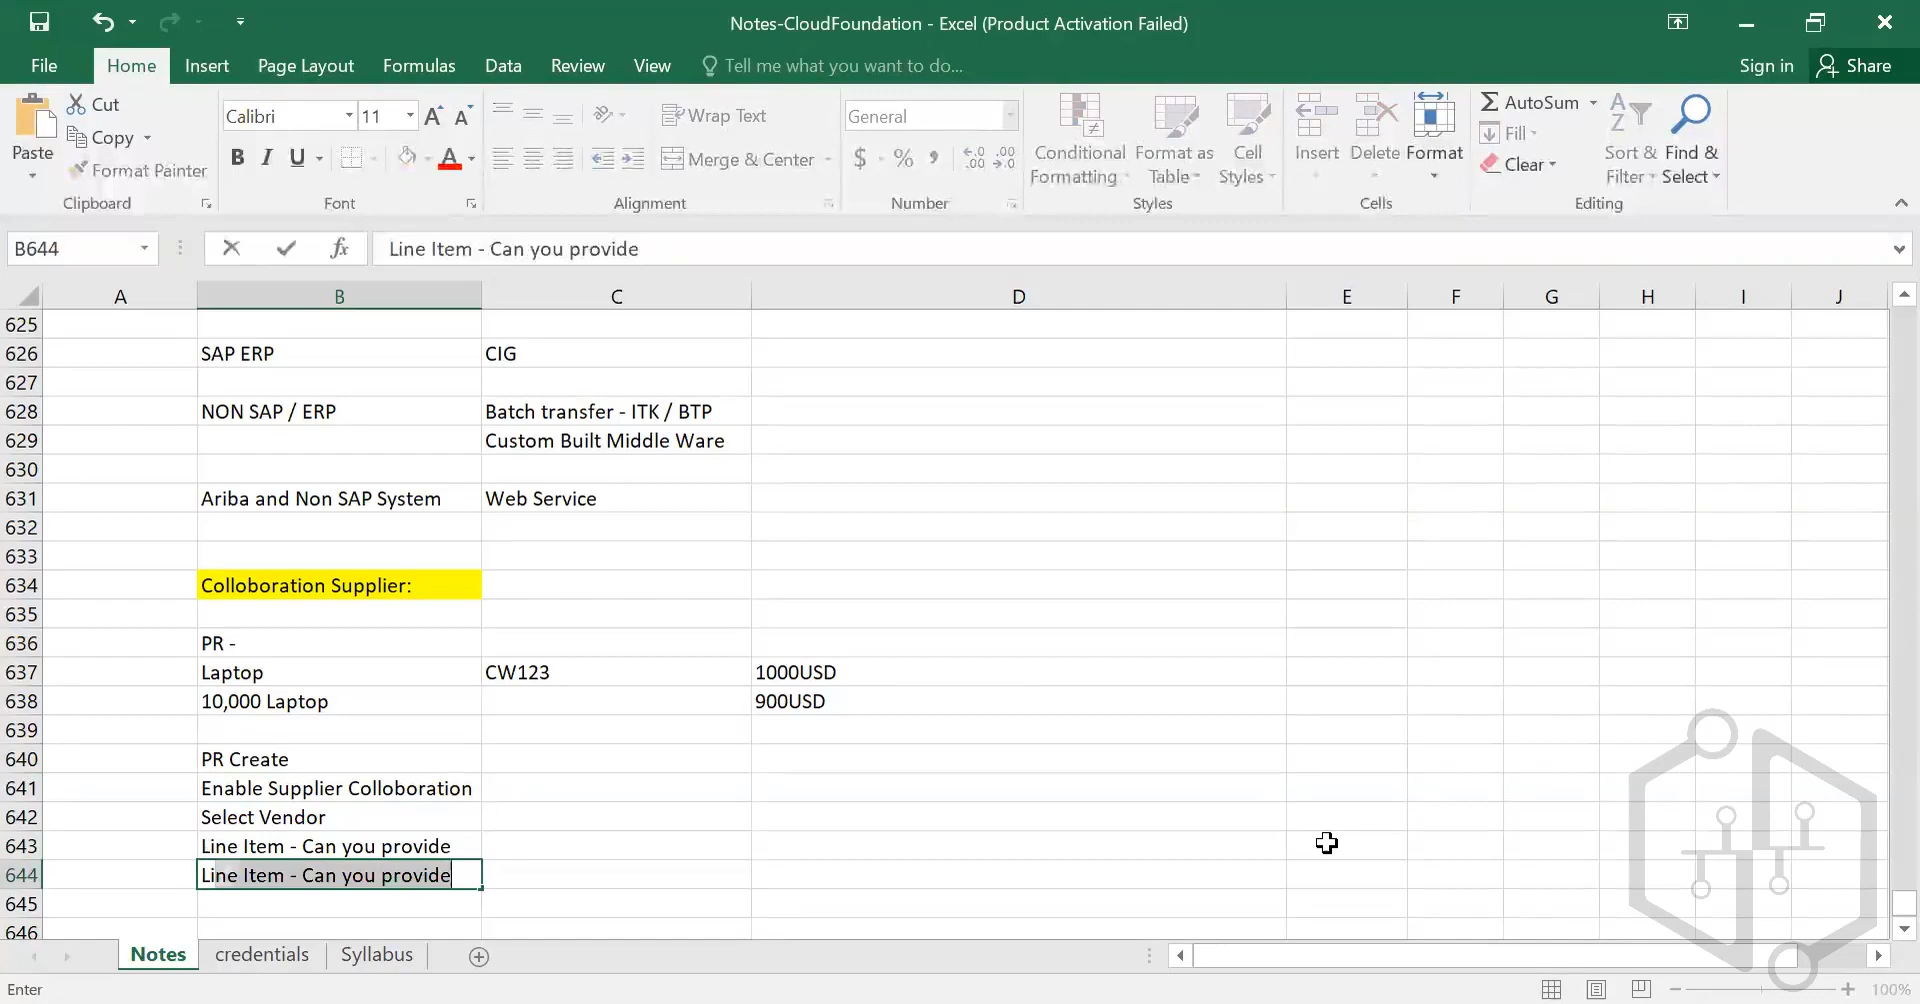 Notes-CloudFoundation - Excel (Product Activation Failed)
File Home Insert Page Layout Formulas Data Review View Tell me what you want to do... Sign in Share
Paste Cut Copy Format Painter Clipboard
Calibri 11 A A B I U A Font
Wrap Text Merge & Center Alignment
General $ % , Number
Conditional Formatting Format as Table Cell Styles Styles
Insert Delete Format Cells
AutoSum Fill Clear Sort & Filter Find & Select Editing
B644 fx Line Item - Can you provide
A B C D E F G H I J
625
626 SAP ERP CIG
627
628 NON SAP / ERP Batch transfer - ITK / BTP
629 Custom Built Middle Ware
630
631 Ariba and Non SAP System Web Service
632
633
634 Colloboration Supplier:
635
636 PR -
637 Laptop CW123 1000USD
638 10,000 Laptop 900USD
639
640 PR Create
641 Enable Supplier Colloboration
642 Select Vendor
643 Line Item - Can you provide
644 Line Item - Can you provide
645
646
Notes credentials Syllabus
Enter 100%